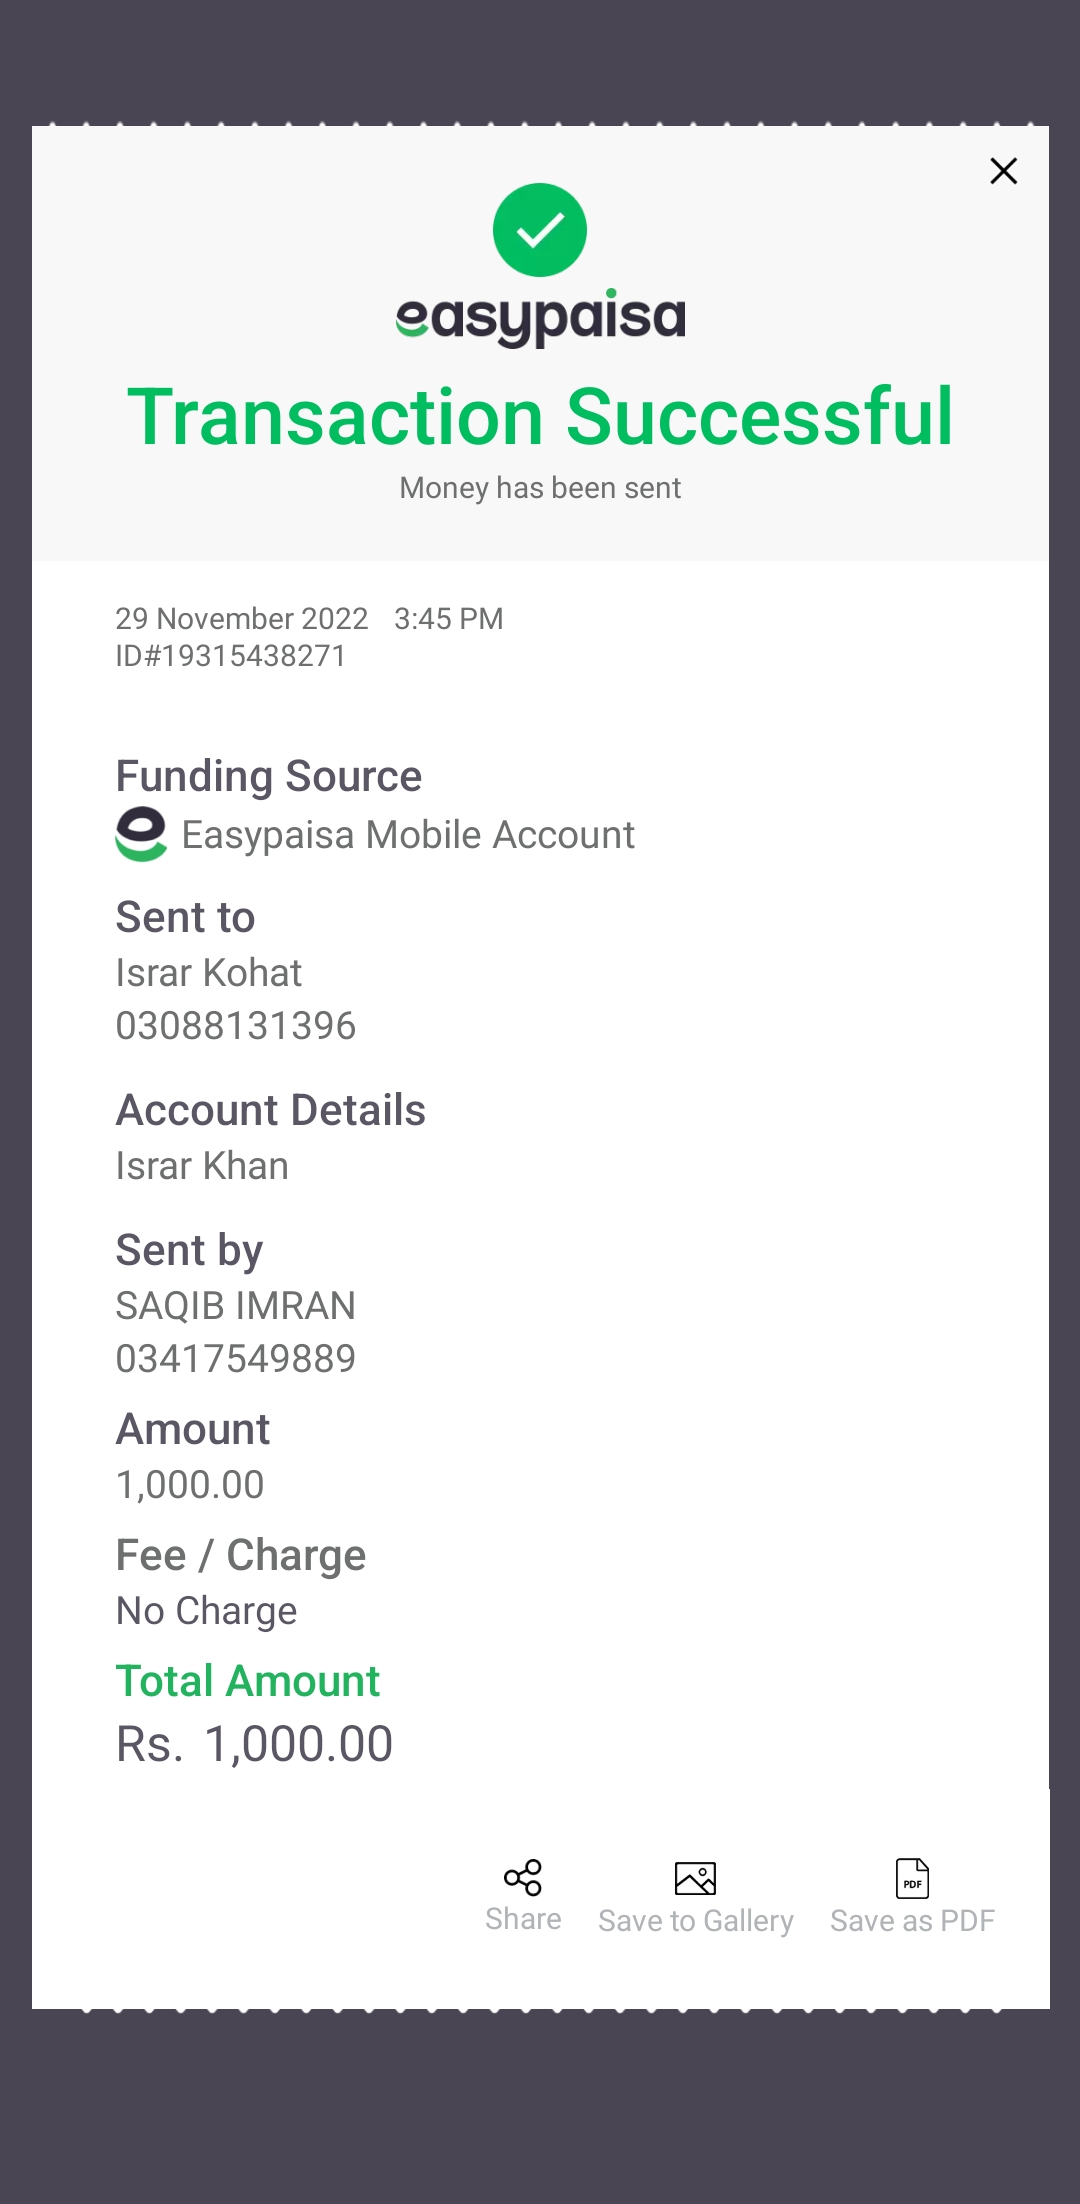 easypaisa
Transaction Successful
Money has been sent
29 November 2022 3:45 PM
ID#19315438271
Funding Source
Easypaisa Mobile Account
Sent to
Israr Kohat
03088131396
Account Details
Israr Khan
Sent by
SAQIB IMRAN
03417549889
Amount
1,000.00
Fee / Charge
No Charge
Total Amount
Rs. 1,000.00
PDF
Share Save to Gallery Save as PDF